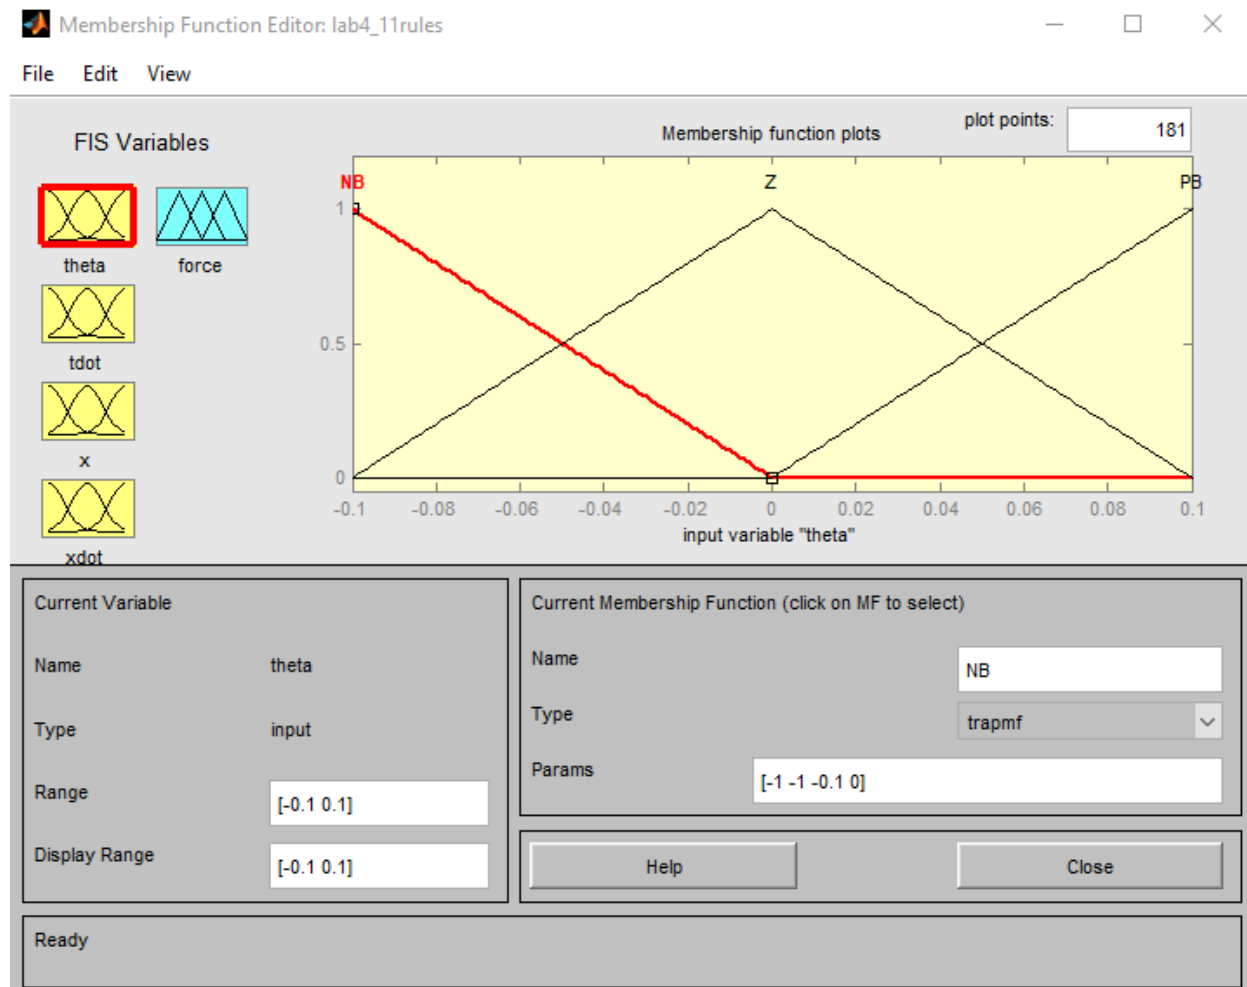 Membership Function Editor: lab4_11rules
File Edit View
FIS Variables
theta
force
tdot
x
xdot
Membership function plots
plot points:
181
NB
Z
PB
1
0.5
0
-0.1 -0.08 -0.06 -0.04 -0.02 0 0.02 0.04 0.06 0.08 0.1
input variable "theta"
Current Variable
Name theta
Type input
Range [-0.1 0.1]
Display Range [-0.1 0.1]
Current Membership Function (click on MF to select)
Name NB
Type trapmf
Params [-1 -1 -0.1 0]
Help
Close
Ready